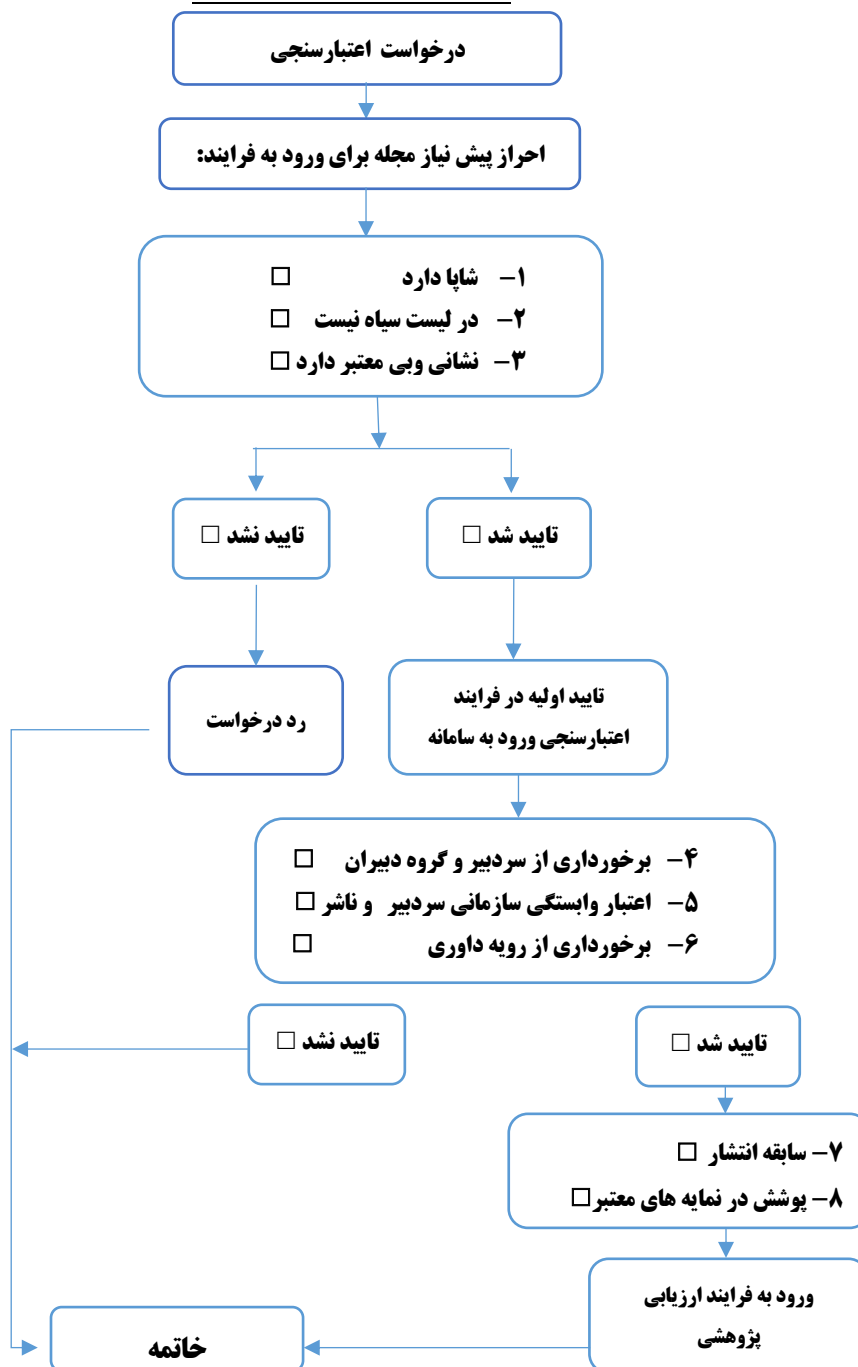 درخواست اعتبارسنجی
احراز پیش نیاز مجله برای ورود به فرایند:
۱- شاپا دارد ☐
۲- در لیست سیاه نیست ☐
۳- نشانی وبی معتبر دارد ☐
تایید شد ☐
تایید نشد ☐
تایید اولیه در فرایند
اعتبارسنجی ورود به سامانه
رد درخواست
۴- برخورداری از سردبیر و گروه دبیران ☐
۵- اعتبار وابستگی سازمانی سردبیر و ناشر ☐
۶- برخورداری از رویه داوری ☐
تایید شد ☐
تایید نشد ☐
۷- سابقه انتشار ☐
۸- پوشش در نمایه های معتبر ☐
ورود به فرایند ارزیابی
پژوهشی
خاتمه